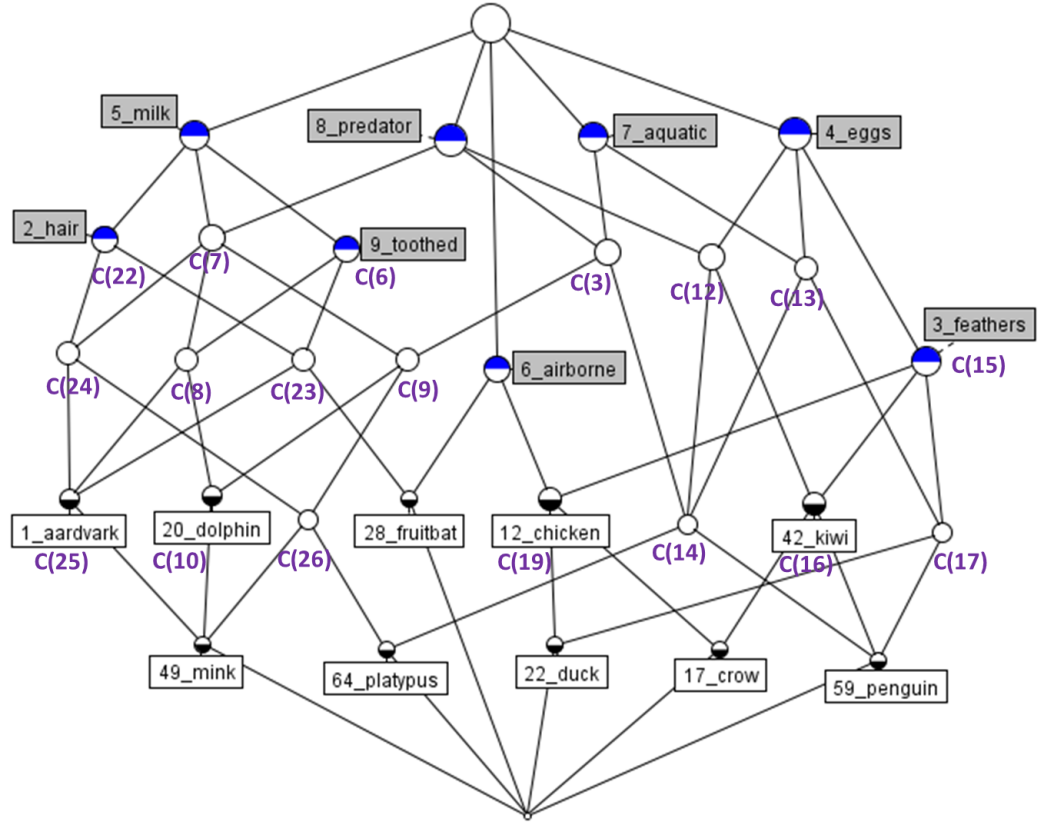 5_milk
8_predator
7_aquatic
4_eggs
2_hair
9_toothed
C(22)
C(7)
C(6)
C(3)
C(12)
C(13)
3_feathers
C(15)
6_airborne
C(24)
C(8)
C(23)
C(9)
1_aardvark
20_dolphin
28_fruitbat
12_chicken
42_kiwi
C(25)
C(10)
C(26)
C(19)
C(14)
C(16)
C(17)
49_mink
64_platypus
22_duck
17_crow
59_penguin